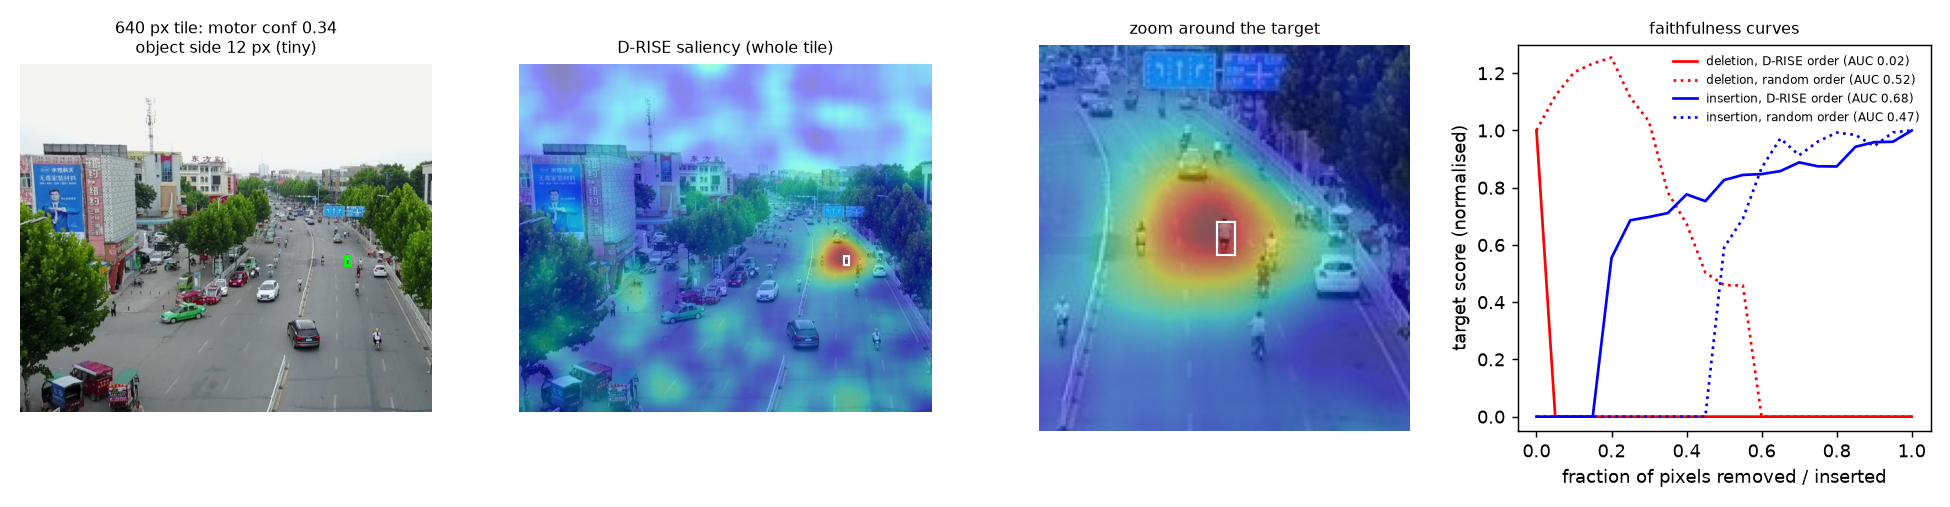 640 px tile: motor conf 0.34
object side 12 px (tiny)
D-RISE saliency (whole tile)
zoom around the target
faithfulness curves
deletion, D-RISE order (AUC 0.02)
deletion, random order (AUC 0.52)
insertion, D-RISE order (AUC 0.68)
insertion, random order (AUC 0.47)
target score (normalised)
1.2
1.0
0.8
0.6
0.4
0.2
0.0
0.0 0.2 0.4 0.6 0.8 1.0
fraction of pixels removed / inserted